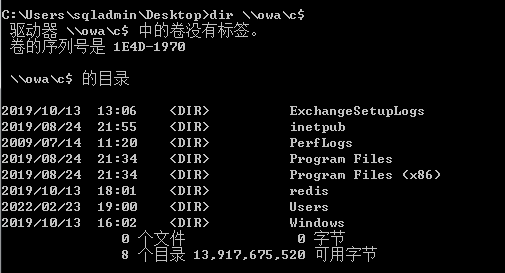 C:\Users\sqladmin\Desktop>dir \\owa\c$
驱动器 \\owa\c$ 中的卷没有标签。
卷的序列号是 1E4D-1970
\\owa\c$ 的目录
2019/10/13  13:06    <DIR>          ExchangeSetupLogs
2019/08/24  21:55    <DIR>          inetpub
2009/07/14  11:20    <DIR>          PerfLogs
2019/08/24  21:34    <DIR>          Program Files
2019/08/24  21:34    <DIR>          Program Files (x86)
2019/10/13  18:01    <DIR>          redis
2022/02/23  19:00    <DIR>          Users
2019/10/13  16:02    <DIR>          Windows
0 个文件              0 字节
8 个目录 13,917,675,520 可用字节